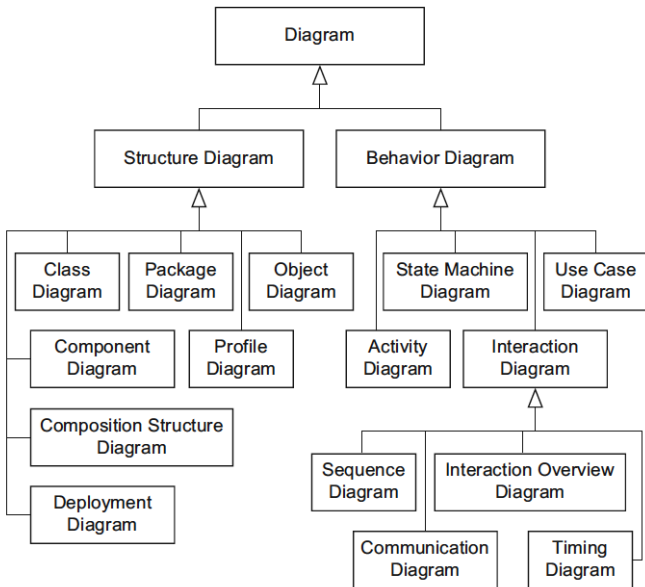 Diagram
Structure Diagram
Behavior Diagram
Class
Diagram
Package
Diagram
Object
Diagram
State Machine
Diagram
Use Case
Diagram
Component
Diagram
Profile
Diagram
Activity
Diagram
Interaction
Diagram
Composition Structure
Diagram
Sequence
Diagram
Interaction Overview
Diagram
Deployment
Diagram
Communication
Diagram
Timing
Diagram